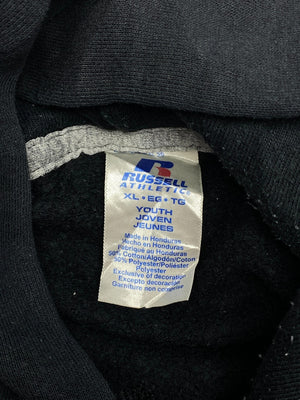 RUSSELL
ATHLETIC
XL • EG • TG
YOUTH
JOVEN
JEUNES
Made in Honduras
Hecho en Honduras
Fabriqué au Honduras
50% Cotton/Algodón/Coton
50% Polyester/Poliéster
Polyester
Exclusive of decoration
Excepto decoración
Garniture non comprise